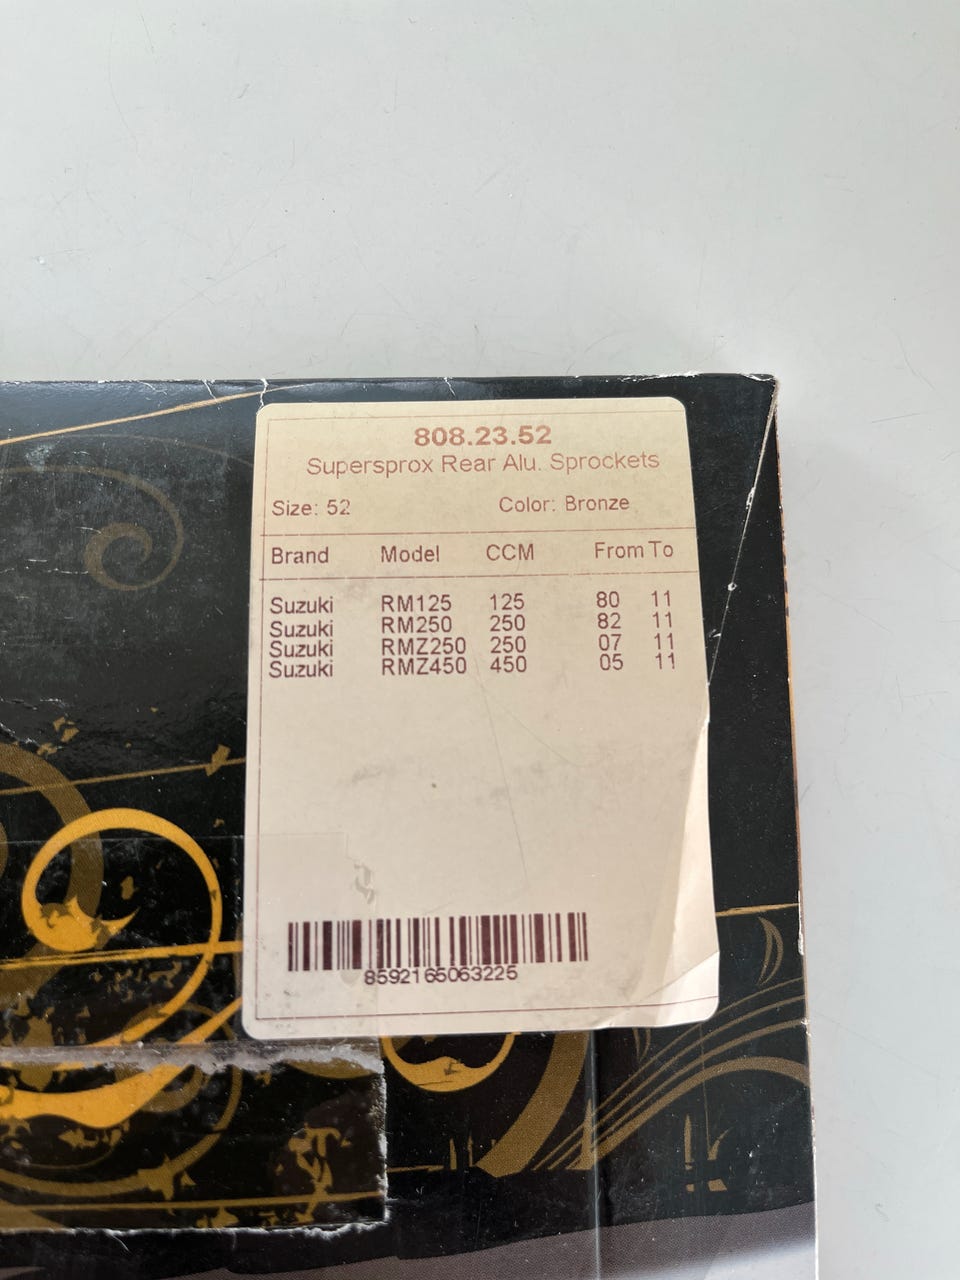 808.23.52
Supersprox Rear Alu. Sprockets
Size: 52 Color: Bronze
Brand Model CCM From To
Suzuki RM125 125 80 11
Suzuki RM250 250 82 11
Suzuki RMZ250 250 07 11
Suzuki RMZ450 450 05 11
8592165063225